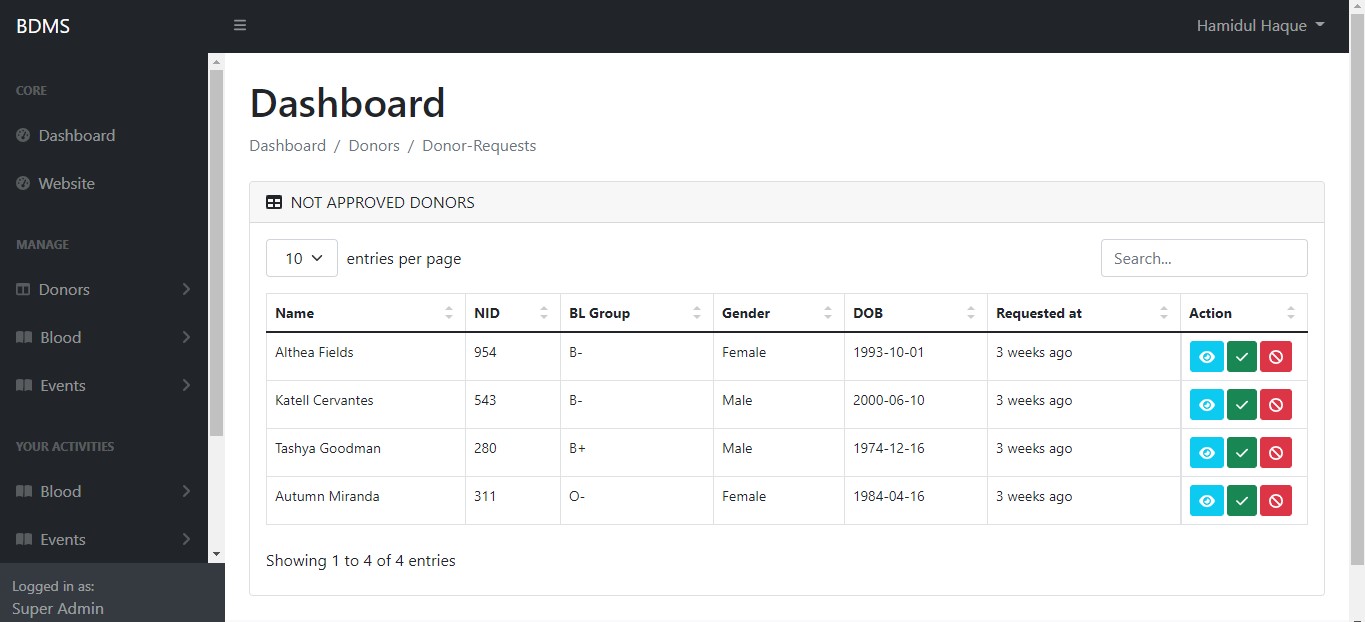 BDMS
Hamidul Haque
CORE
Dashboard
Website
MANAGE
Donors
Blood
Events
YOUR ACTIVITIES
Blood
Events
Logged in as:
Super Admin
Dashboard
Dashboard / Donors / Donor-Requests
NOT APPROVED DONORS
10 entries per page
Search...
Name NID BL Group Gender DOB Requested at Action
Althea Fields 954 B- Female 1993-10-01 3 weeks ago
Katell Cervantes 543 B- Male 2000-06-10 3 weeks ago
Tashya Goodman 280 B+ Male 1974-12-16 3 weeks ago
Autumn Miranda 311 O- Female 1984-04-16 3 weeks ago
Showing 1 to 4 of 4 entries